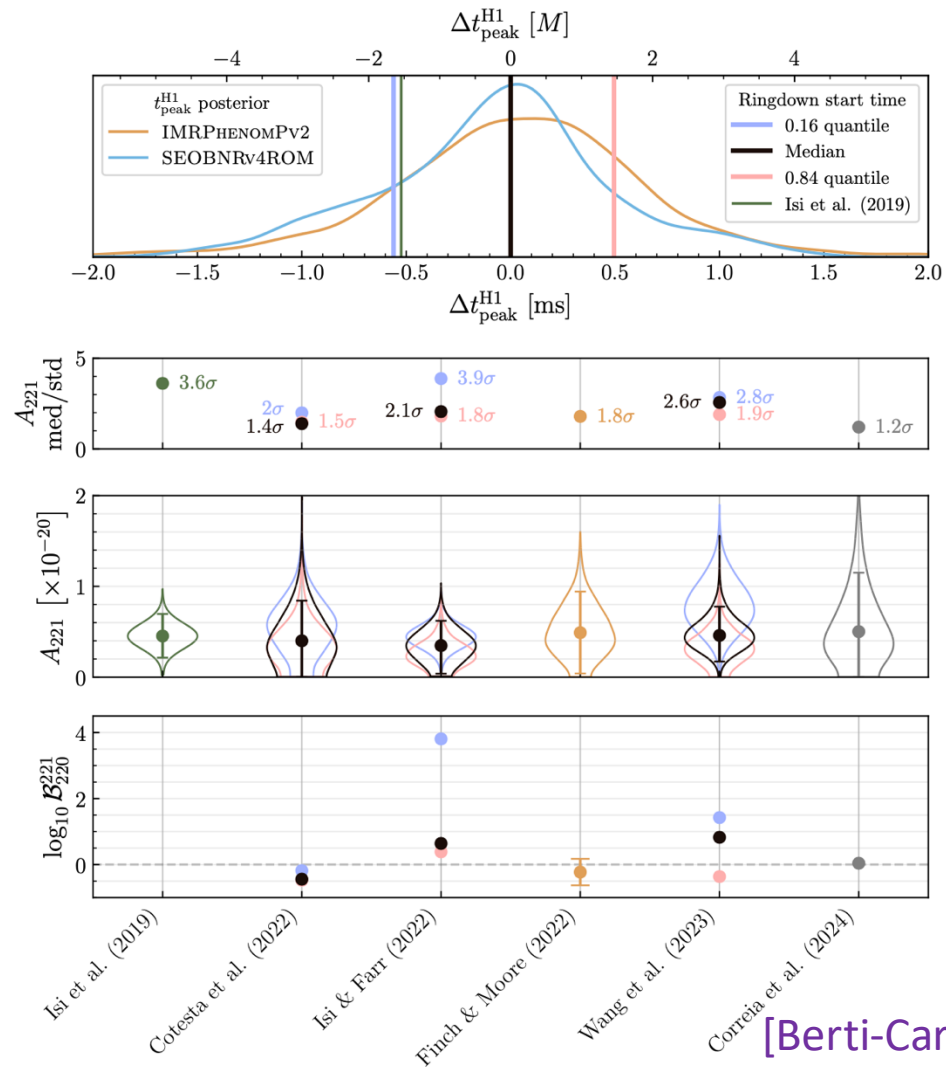 Δt_peak^H1 [M]
−4 −2 0 2 4
t_peak^H1 posterior
IMRPhenomPv2
SEOBNRv4ROM
Ringdown start time
0.16 quantile
Median
0.84 quantile
Isi et al. (2019)
−2.0 −1.5 −1.0 −0.5 0.0 0.5 1.0 1.5 2.0
Δt_peak^H1 [ms]
A_221
med/std
5
0
3.6σ
2σ
1.4σ
1.5σ
3.9σ
2.1σ
1.8σ
1.8σ
2.6σ
2.8σ
1.9σ
1.2σ
A_221 [×10^−20]
2
1
0
log_10 B_220^221
4
2
0
Isi et al. (2019)
Cotesta et al. (2022)
Isi & Farr (2022)
Finch & Moore (2022)
Wang et al. (2023)
Correia et al. (2024)
[Berti-Car